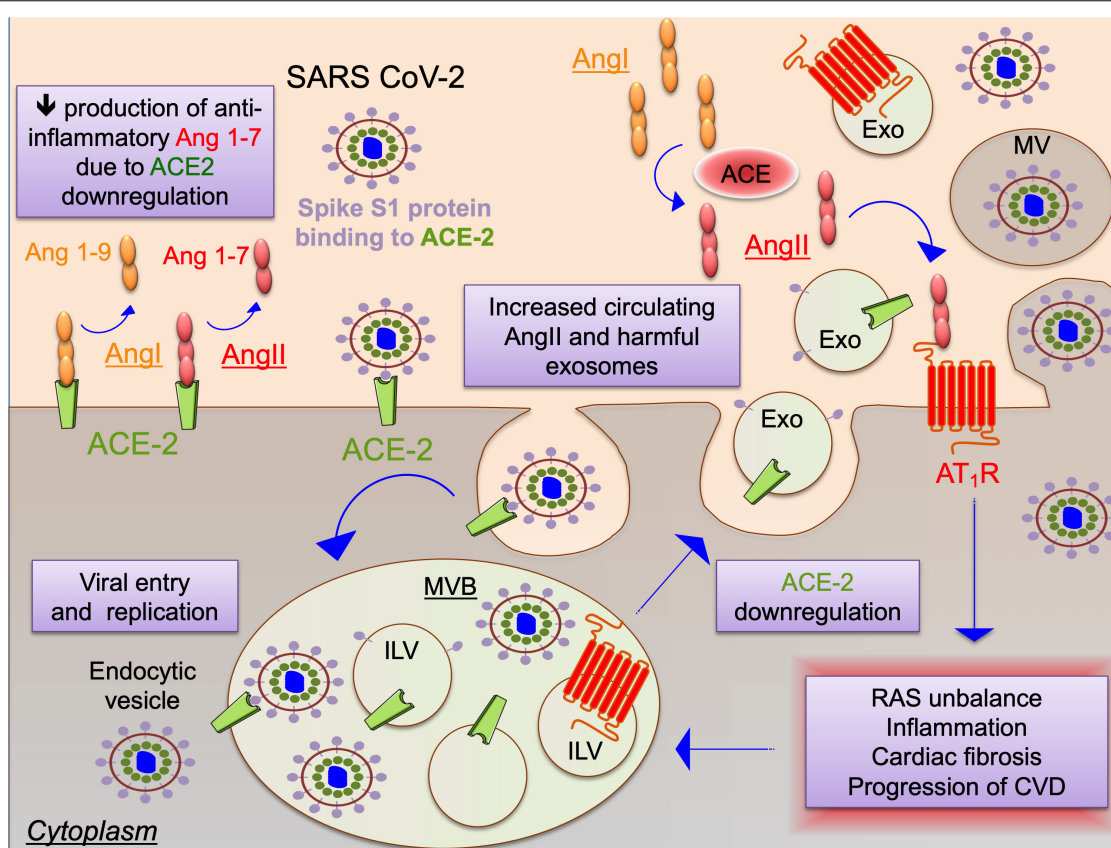 SARS CoV-2
🡻 production of anti-
inflammatory Ang 1-7
due to ACE2
downregulation
Spike S1 protein
binding to ACE-2
AngI
Exo
ACE
MV
Ang 1-9
Ang 1-7
AngII
AngI
AngII
Increased circulating
AngII and harmful
exosomes
Exo
Exo
ACE-2
ACE-2
AT₁R
Viral entry
and replication
MVB
ACE-2
downregulation
ILV
Endocytic
vesicle
ILV
RAS unbalance
Inflammation
Cardiac fibrosis
Progression of CVD
Cytoplasm